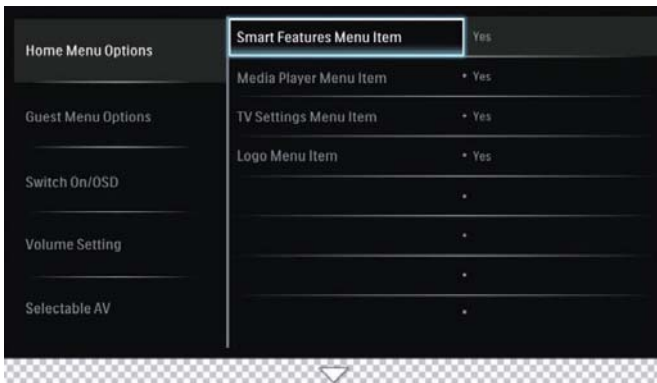 Home Menu Options
Guest Menu Options
Switch On/OSD
Volume Setting
Selectable AV
Smart Features Menu Item Yes
Media Player Menu Item • Yes
TV Settings Menu Item • Yes
Logo Menu Item • Yes